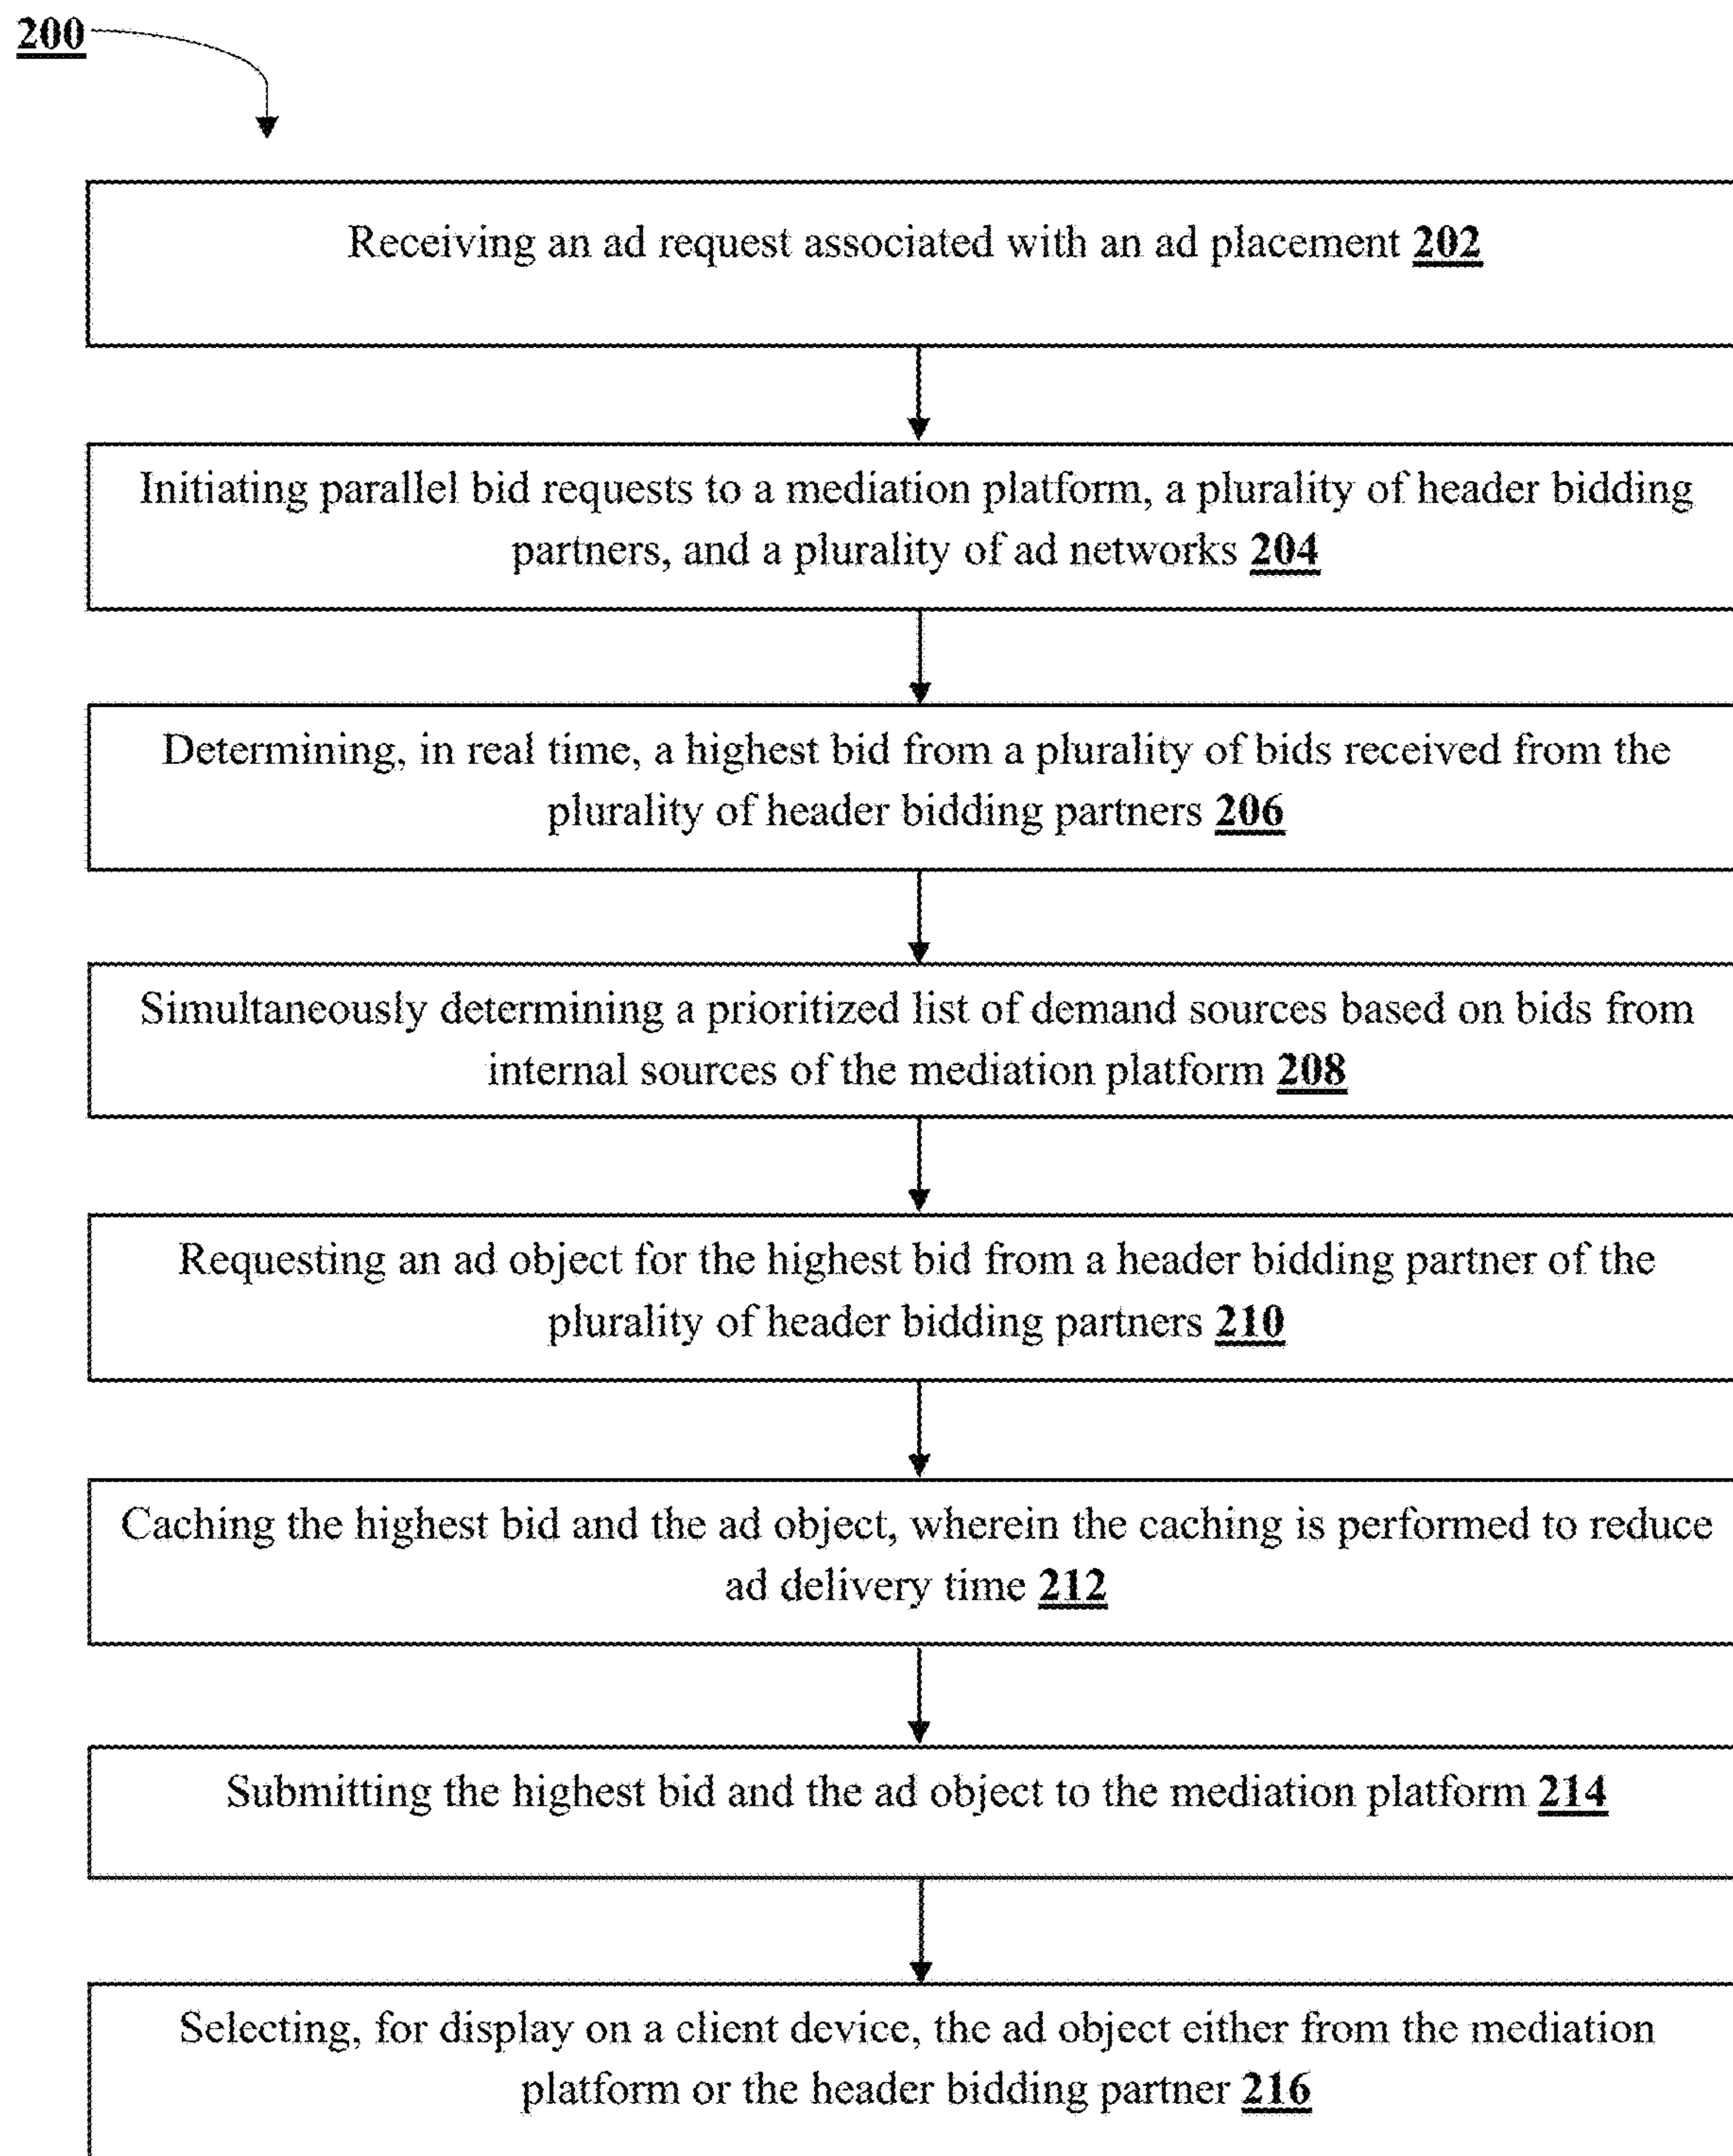 200
Receiving an ad request associated with an ad placement 202
Initiating parallel bid requests to a mediation platform, a plurality of header bidding
partners, and a plurality of ad networks 204
Determining, in real time, a highest bid from a plurality of bids received from the
plurality of header bidding partners 206
Simultaneously determining a prioritized list of demand sources based on bids from
internal sources of the mediation platform 208
Requesting an ad object for the highest bid from a header bidding partner of the
plurality of header bidding partners 210
Caching the highest bid and the ad object, wherein the caching is performed to reduce
ad delivery time 212
Submitting the highest bid and the ad object to the mediation platform 214
Selecting, for display on a client device, the ad object either from the mediation
platform or the header bidding partner 216